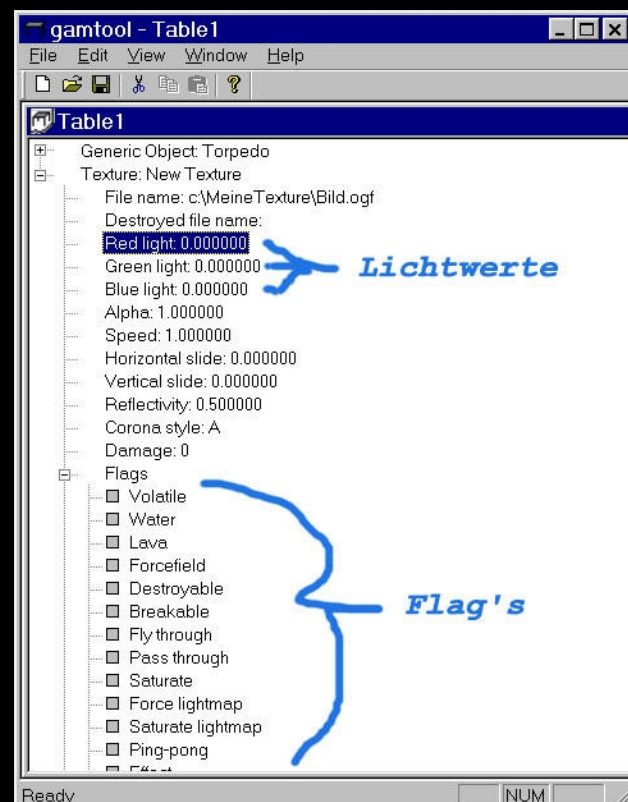 gamtool - Table1
File Edit View Window Help
Table1
Generic Object: Torpedo
Texture: New Texture
File name: c:\MeineTexture\Bild.ogf
Destroyed file name:
Red light: 0.000000
Green light: 0.000000
Lichtwerte
Blue light: 0.000000
Alpha: 1.000000
Speed: 1.000000
Horizontal slide: 0.000000
Vertical slide: 0.000000
Reflectivity: 0.500000
Corona style: A
Damage: 0
Flags
Volatile
Water
Lava
Forcefield
Destroyable
Breakable
Flag's
Fly through
Pass through
Saturate
Force lightmap
Saturate lightmap
Ping-pong
Ready NUM